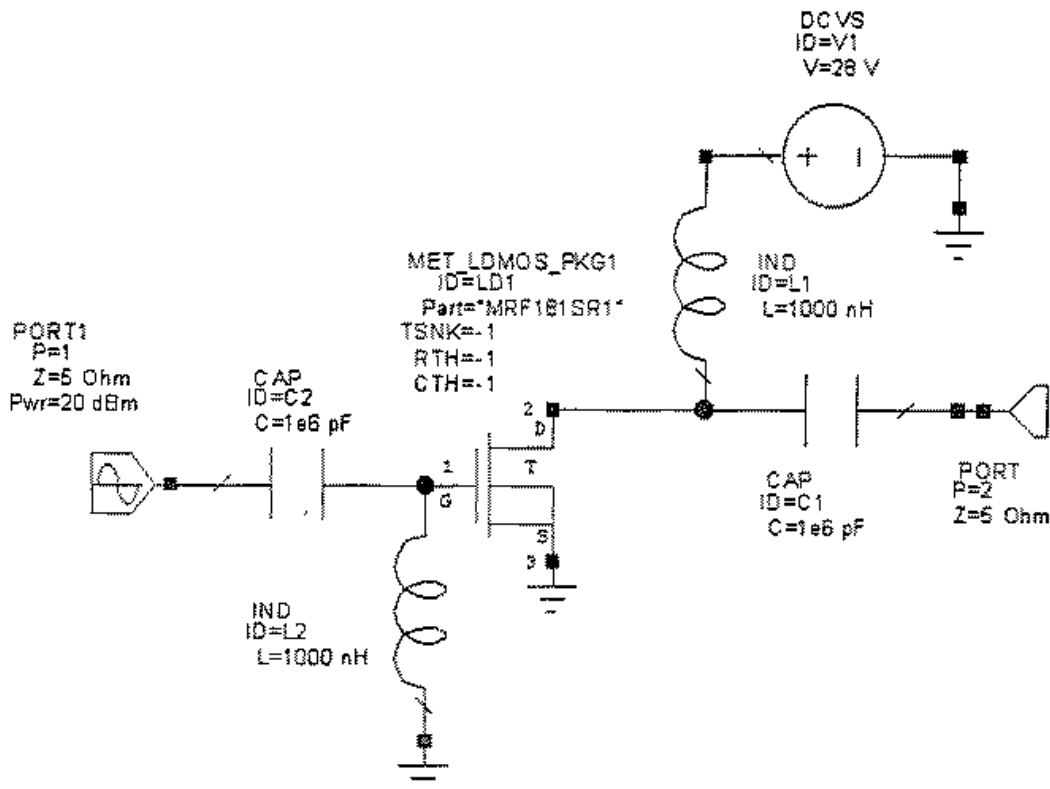 DCVS
ID=V1
V=28 V
MET_LDMOS_PKG1
ID=LD1
Part="MRF181SR1"
TSNK=-1
RTH=-1
CTH=-1
IND
ID=L1
L=1000 nH
PORT1
P=1
Z=5 Ohm
Pwr=20 dBm
CAP
ID=C2
C=1e6 pF
2
D
1
G
T
S
3
CAP
ID=C1
C=1e6 pF
PORT
P=2
Z=5 Ohm
IND
ID=L2
L=1000 nH